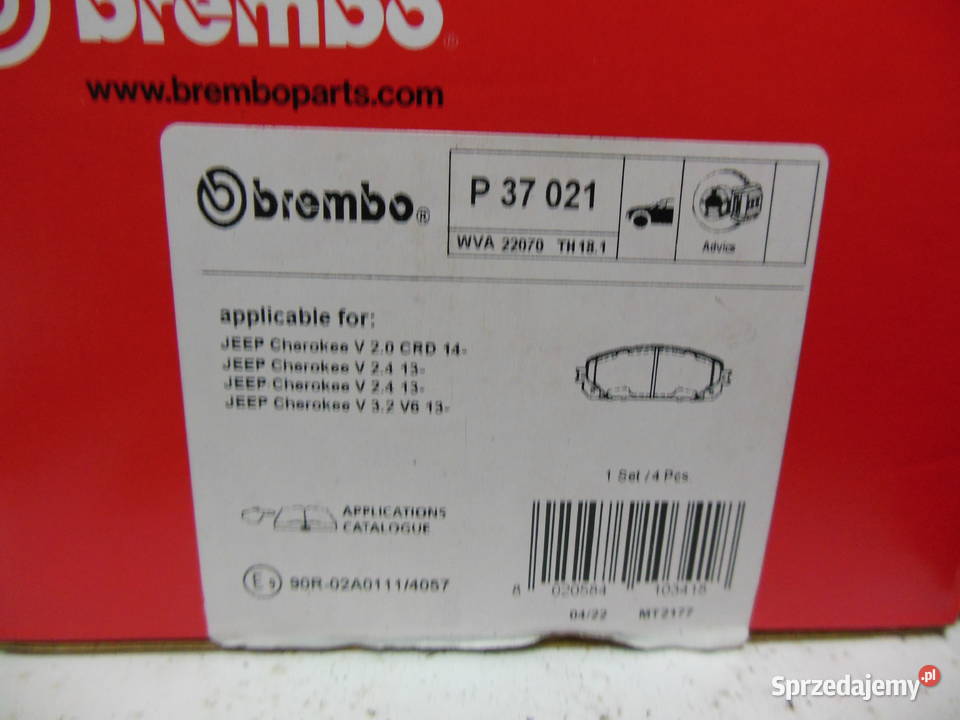 brembo®
www.bremboparts.com
brembo®
P 37 021
WVA 22070 TH 18.1
Advice
applicable for:
JEEP Cherokee V 2.0 CRD 14-
JEEP Cherokee V 2.4 13-
JEEP Cherokee V 2.4 13-
JEEP Cherokee V 3.2 V6 13-
1 Set / 4 Pcs
APPLICATIONS
CATALOGUE
E9 90R-02A0111/4057
8 020584 103418
04/22 MT2177
Sprzedajemy.pl